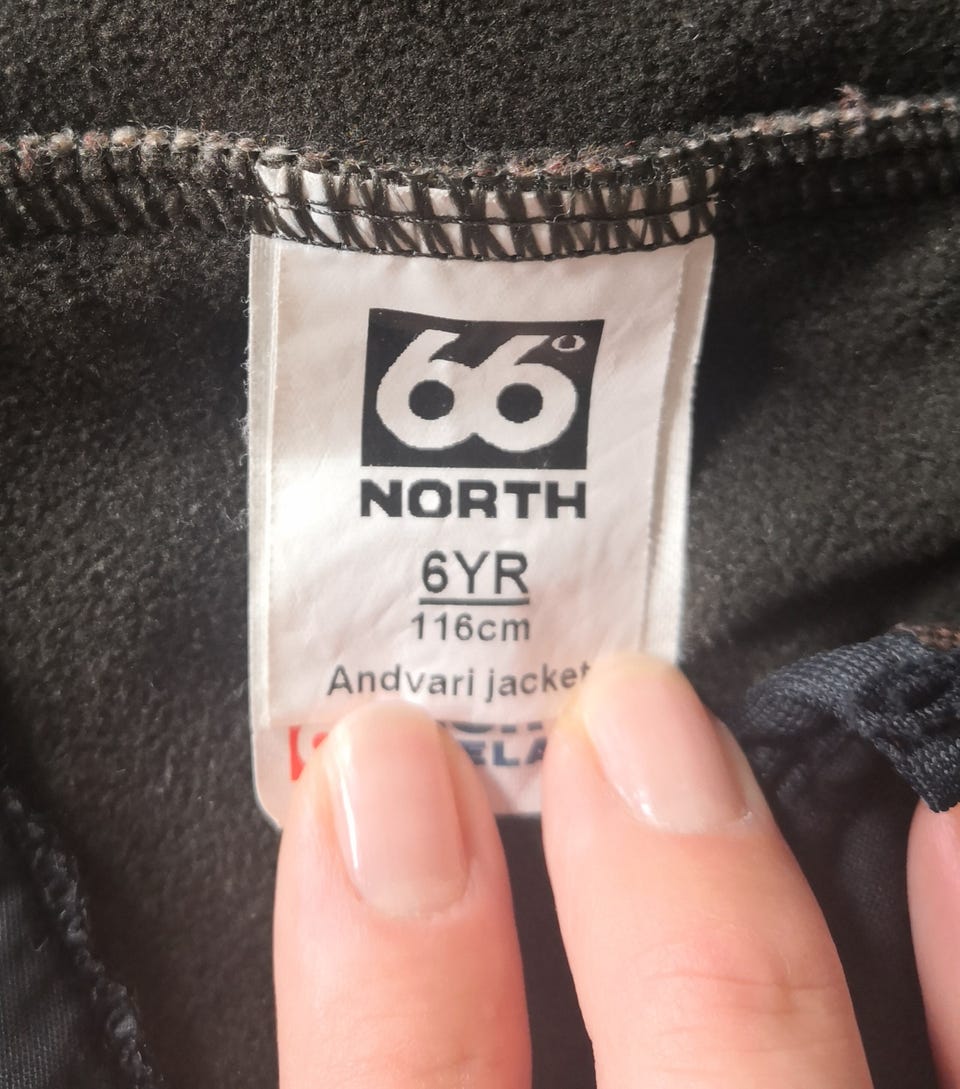 66°
NORTH
6YR
116cm
Andvari jacket